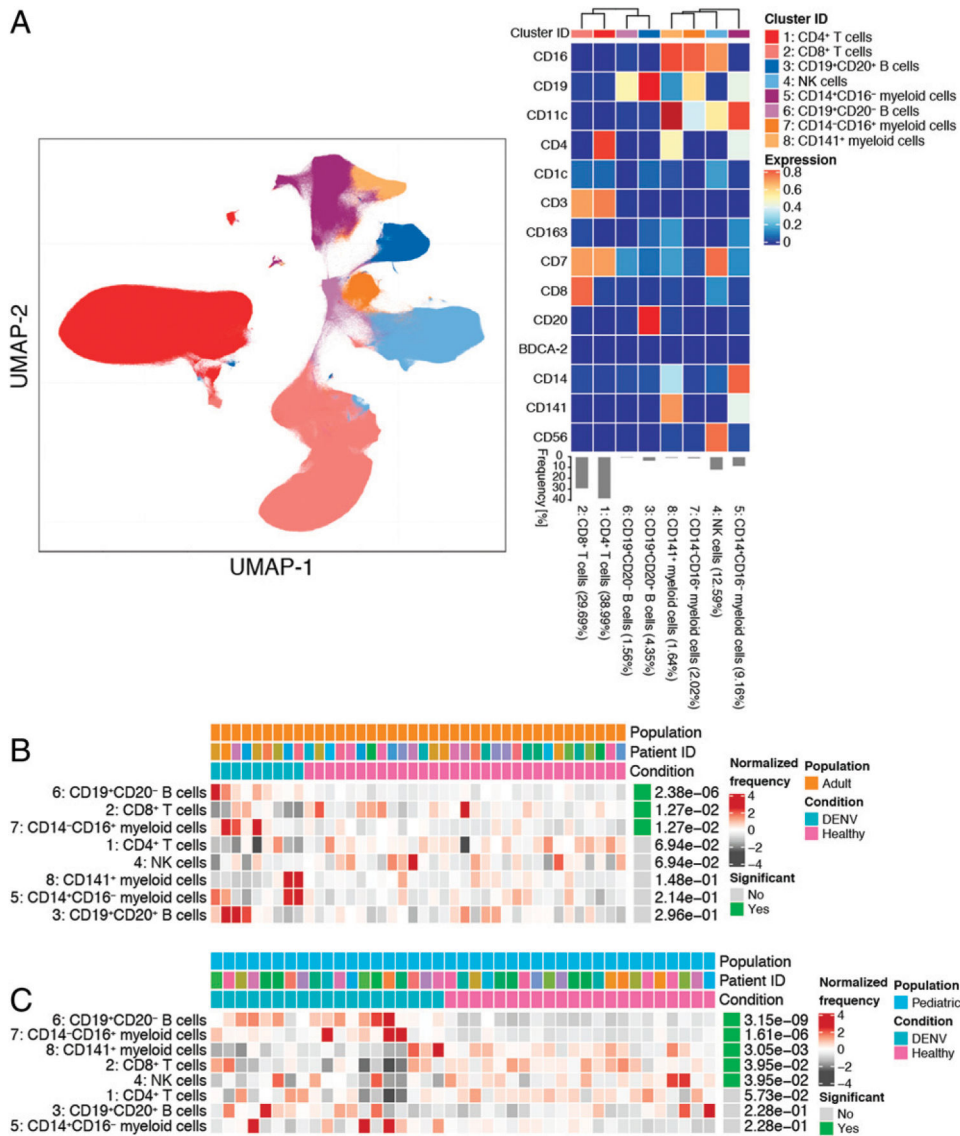 A
UMAP-2
UMAP-1
Cluster ID
CD16
CD19
CD11c
CD4
CD1c
CD3
CD163
CD7
CD8
CD20
BDCA-2
CD14
CD141
CD56
Frequency [%]
0
10
20
30
40
2: CD8⁺ T cells (29.69%)
1: CD4⁺ T cells (38.99%)
6: CD19⁺CD20⁻ B cells (1.56%)
3: CD19⁺CD20⁺ B cells (4.35%)
8: CD141⁺ myeloid cells (1.64%)
7: CD14⁻CD16⁺ myeloid cells (2.02%)
4: NK cells (12.59%)
5: CD14⁺CD16⁻ myeloid cells (9.16%)
Cluster ID
1: CD4⁺ T cells
2: CD8⁺ T cells
3: CD19⁺CD20⁺ B cells
4: NK cells
5: CD14⁺CD16⁻ myeloid cells
6: CD19⁺CD20⁻ B cells
7: CD14⁻CD16⁺ myeloid cells
8: CD141⁺ myeloid cells
Expression
0.8
0.6
0.4
0.2
0
B
Population
Patient ID
Condition
6: CD19⁺CD20⁻ B cells 2.38e-06
2: CD8⁺ T cells 1.27e-02
7: CD14⁻CD16⁺ myeloid cells 1.27e-02
1: CD4⁺ T cells 6.94e-02
4: NK cells 6.94e-02
8: CD141⁺ myeloid cells 1.48e-01
5: CD14⁺CD16⁻ myeloid cells 2.14e-01
3: CD19⁺CD20⁺ B cells 2.96e-01
Normalized
frequency
4
2
0
−2
−4
Significant
No
Yes
Population
Adult
Condition
DENV
Healthy
C
Population
Patient ID
Condition
6: CD19⁺CD20⁻ B cells 3.15e-09
7: CD14⁻CD16⁺ myeloid cells 1.61e-06
8: CD141⁺ myeloid cells 3.05e-03
2: CD8⁺ T cells 3.95e-02
4: NK cells 3.95e-02
1: CD4⁺ T cells 5.73e-02
3: CD19⁺CD20⁺ B cells 2.28e-01
5: CD14⁺CD16⁻ myeloid cells 2.28e-01
Normalized
frequency
4
2
0
−2
−4
Significant
No
Yes
Population
Pediatric
Condition
DENV
Healthy